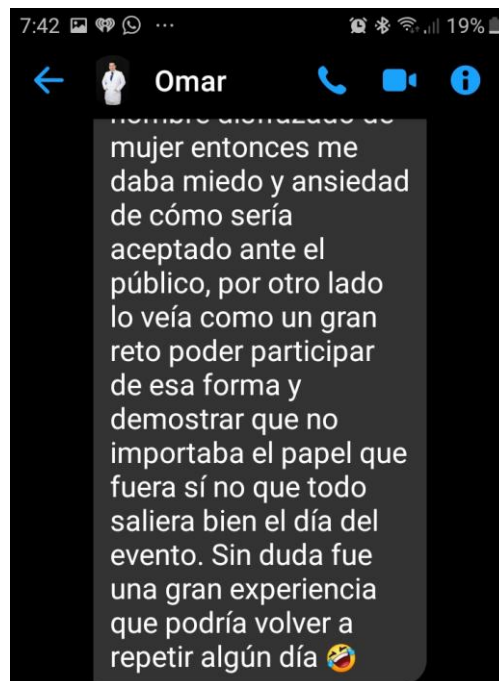 7:42
19%
Omar
mujer entonces me
daba miedo y ansiedad
de cómo sería
aceptado ante el
público, por otro lado
lo veía como un gran
reto poder participar
de esa forma y
demostrar que no
importaba el papel que
fuera sí no que todo
saliera bien el día del
evento. Sin duda fue
una gran experiencia
que podría volver a
repetir algún día 🤣